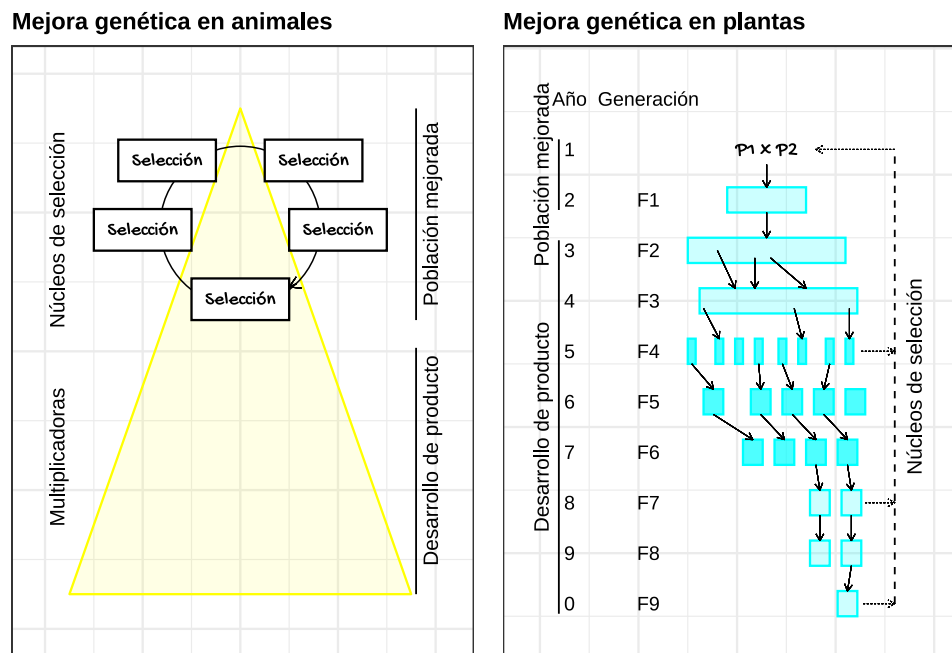 Mejora genética en animales
Núcleos de selección
Multiplicadoras
Selección
Selección
Selección
Selección
Selección
Población mejorada
Desarrollo de producto
Mejora genética en plantas
Población mejorada
Desarrollo de producto
Año Generación
1 P1 x P2
2 F1
3 F2
4 F3
5 F4
6 F5
7 F6
8 F7
9 F8
0 F9
Núcleos de selección